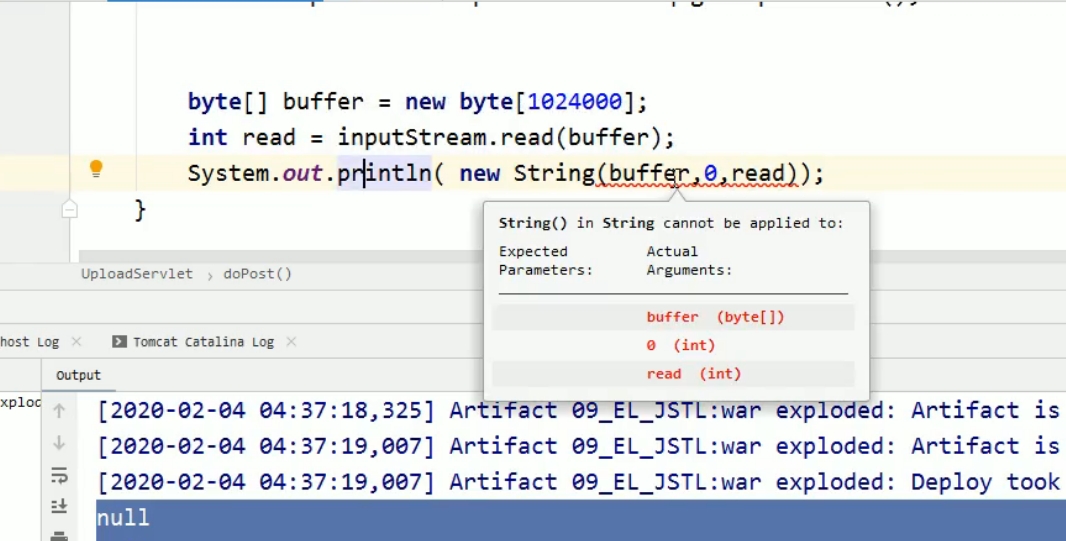 byte[] buffer = new byte[1024000];
int read = inputStream.read(buffer);
System.out.println( new String(buffer,0,read));
}
String() in String cannot be applied to:
Expected Parameters:
Actual Arguments:
buffer (byte[])
0 (int)
read (int)
UploadServlet › doPost()
host Log × Tomcat Catalina Log ×
Output
[2020-02-04 04:37:18,325] Artifact 09_EL_JSTL:war exploded: Artifact is
[2020-02-04 04:37:19,007] Artifact 09_EL_JSTL:war exploded: Artifact is
[2020-02-04 04:37:19,007] Artifact 09_EL_JSTL:war exploded: Deploy took
null